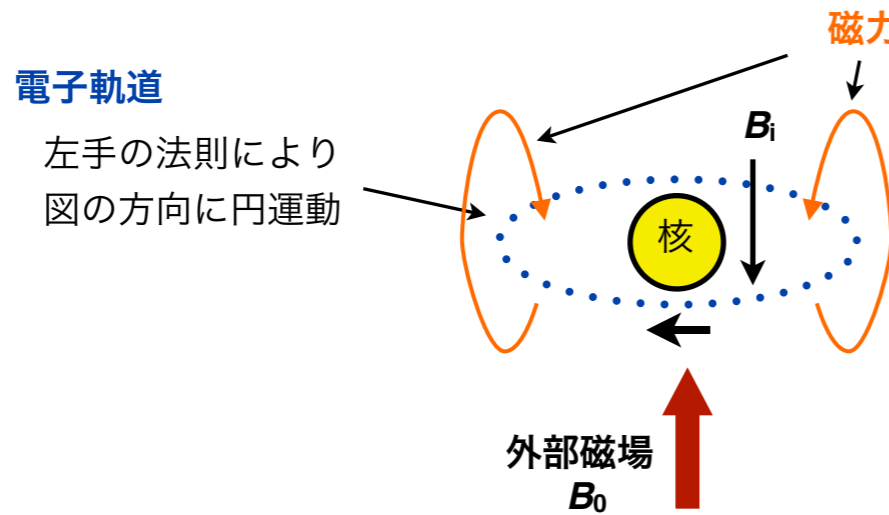 磁力
電子軌道
左手の法則により
図の方向に円運動
Bi
核
外部磁場
B0